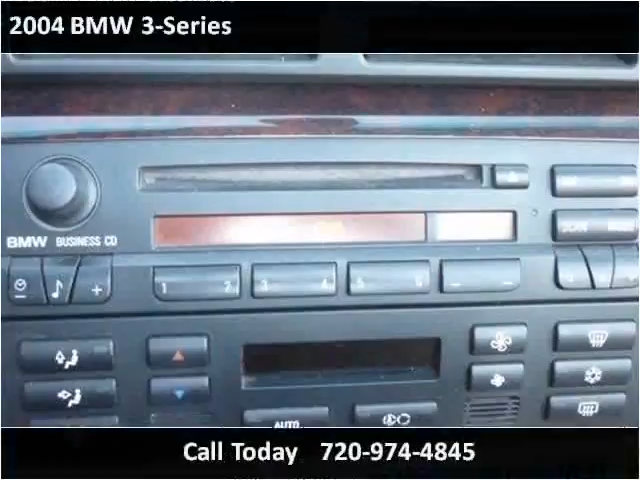 2004 BMW 3-Series
BMW BUSINESS CD
SCAN
1 2 3 4 5 6
AUTO
Call Today 720-974-4845